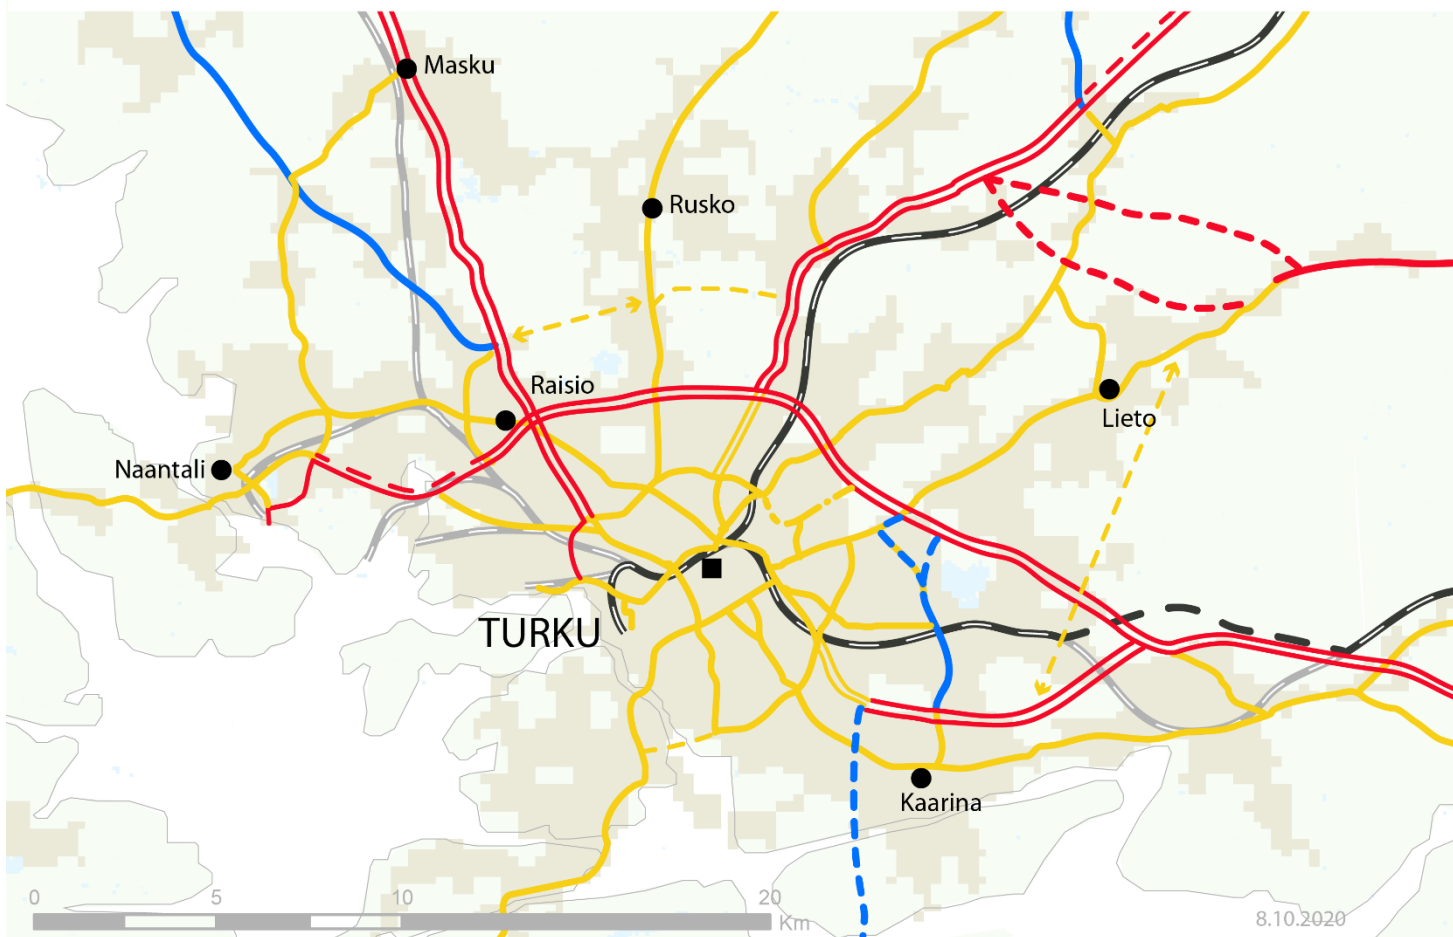 Masku
Rusko
Raisio
Lieto
Naantali
TURKU
Kaarina
0 5 10 20
Km
8.10.2020